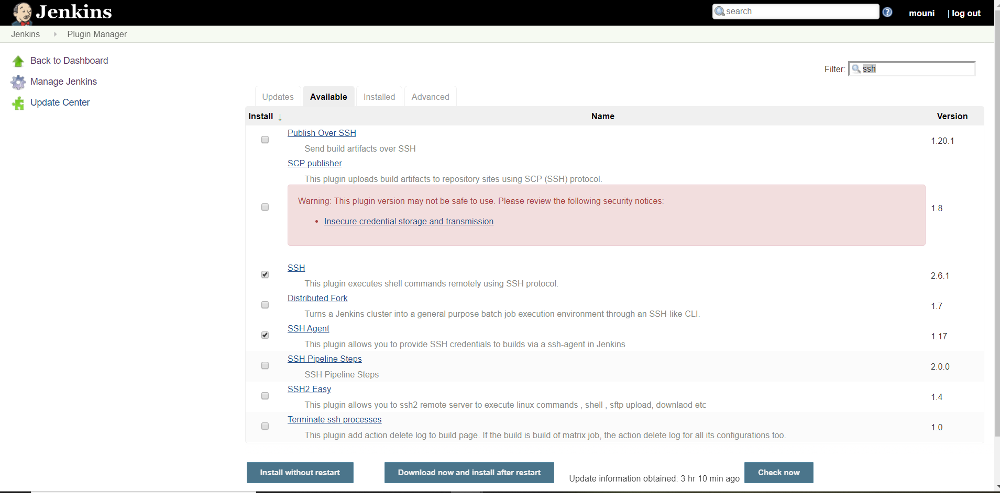 Jenkins
search
?
mouni | log out
Jenkins Plugin Manager
Back to Dashboard
Manage Jenkins
Update Center
Filter: ssh
Updates Available Installed Advanced
Install ↓ Name Version
Publish Over SSH
Send build artifacts over SSH
1.20.1
SCP publisher
This plugin uploads build artifacts to repository sites using SCP (SSH) protocol.
Warning: This plugin version may not be safe to use. Please review the following security notices:
• Insecure credential storage and transmission
1.8
SSH
This plugin executes shell commands remotely using SSH protocol.
2.6.1
Distributed Fork
Turns a Jenkins cluster into a general purpose batch job execution environment through an SSH-like CLI.
1.7
SSH Agent
This plugin allows you to provide SSH credentials to builds via a ssh-agent in Jenkins
1.17
SSH Pipeline Steps
SSH Pipeline Steps
2.0.0
SSH2 Easy
This plugin allows you to ssh2 remote server to execute linux commands , shell , sftp upload, downlaod etc
1.4
Terminate ssh processes
This plugin add action delete log to build page. If the build is build of matrix job, the action delete log for all its configurations too.
1.0
Install without restart Download now and install after restart Update information obtained: 3 hr 10 min ago Check now